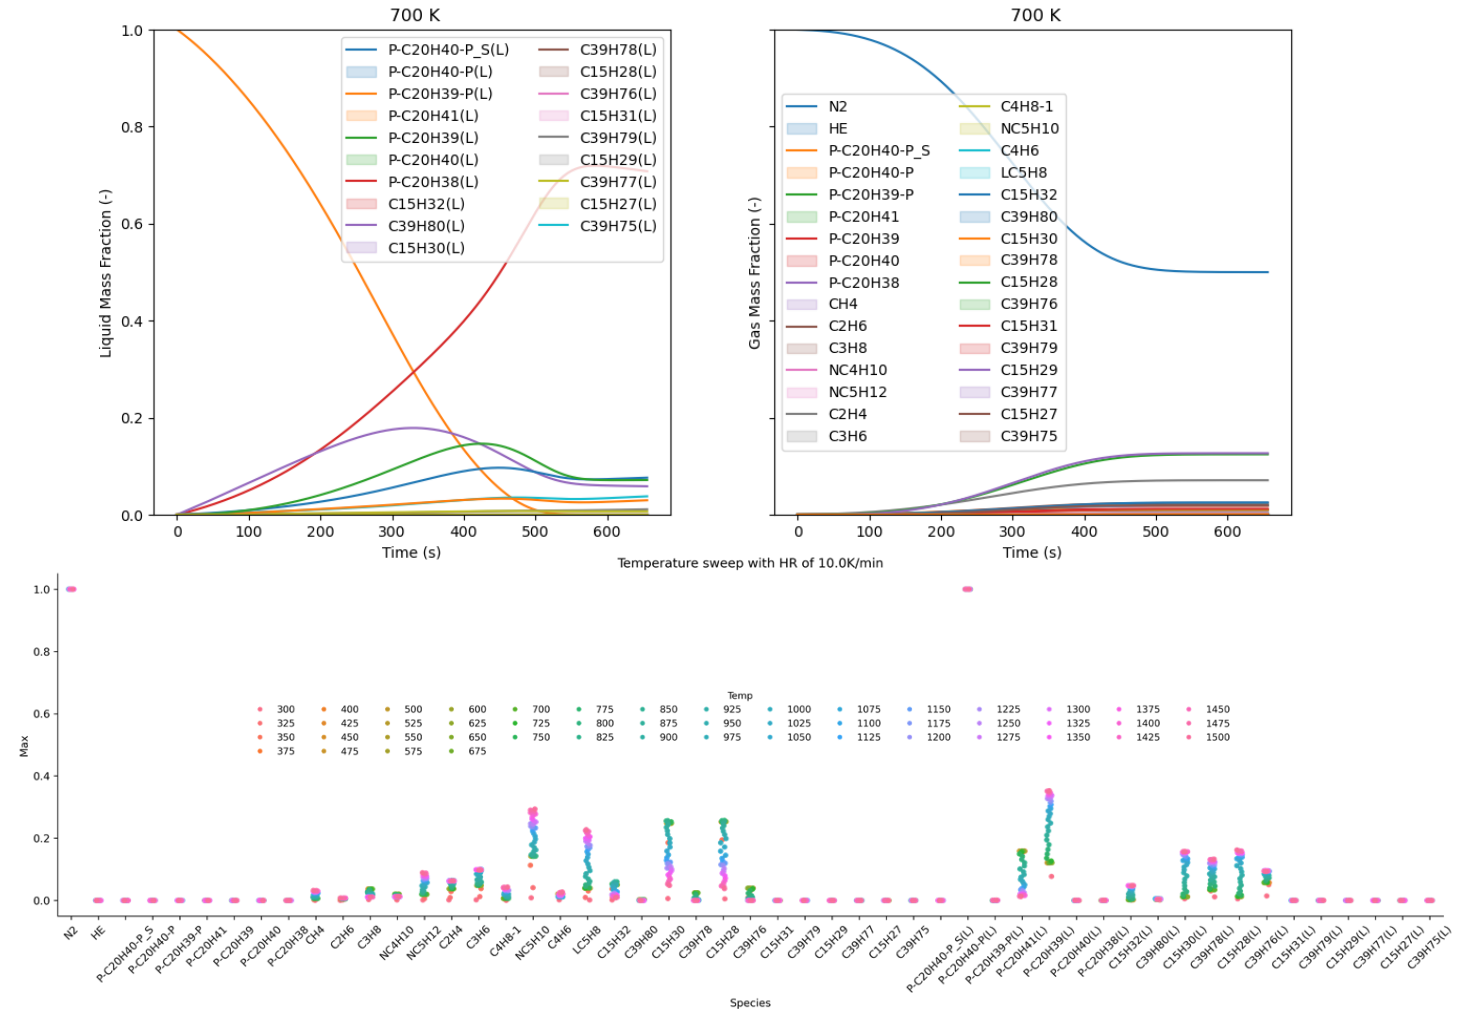 700 K
1.0
0.8
0.6
0.4
0.2
0.0
Liquid Mass Fraction (-)
0 100 200 300 400 500 600
Time (s)
P-C20H40-P_S(L)
P-C20H40-P(L)
P-C20H39-P(L)
P-C20H41(L)
P-C20H39(L)
P-C20H40(L)
P-C20H38(L)
C15H32(L)
C39H80(L)
C15H30(L)
C39H78(L)
C15H28(L)
C39H76(L)
C15H31(L)
C39H79(L)
C15H29(L)
C39H77(L)
C15H27(L)
C39H75(L)
700 K
Gas Mass Fraction (-)
0 100 200 300 400 500 600
Time (s)
N2
HE
P-C20H40-P_S
P-C20H40-P
P-C20H39-P
P-C20H41
P-C20H39
P-C20H40
P-C20H38
CH4
C2H6
C3H8
NC4H10
NC5H12
C2H4
C3H6
C4H8-1
NC5H10
C4H6
LC5H8
C15H32
C39H80
C15H30
C39H78
C15H28
C39H76
C15H31
C39H79
C15H29
C39H77
C15H27
C39H75
Temperature sweep with HR of 10.0K/min
1.0
0.8
0.6
0.4
0.2
0.0
Max
Temp
300 400 500 600 700 775 850 925 1000 1075 1150 1225 1300 1375 1450
325 425 525 625 725 800 875 950 1025 1100 1175 1250 1325 1400 1475
350 450 550 650 750 825 900 975 1050 1125 1200 1275 1350 1425 1500
375 475 575 675
N2
HE
P-C20H40-P_S
P-C20H40-P
P-C20H39-P
P-C20H41
P-C20H39
P-C20H40
P-C20H38
CH4
C2H6
C3H8
NC4H10
NC5H12
C2H4
C3H6
C4H8-1
NC5H10
C4H6
LC5H8
C15H32
C39H80
C15H30
C39H78
C15H28
C39H76
C15H31
C39H79
C15H29
C39H77
C15H27
C39H75
P-C20H40-P_S(L)
P-C20H40-P(L)
P-C20H39-P(L)
P-C20H41(L)
P-C20H39(L)
P-C20H40(L)
P-C20H38(L)
C15H32(L)
C39H80(L)
C15H30(L)
C39H78(L)
C15H28(L)
C39H76(L)
C15H31(L)
C39H79(L)
C15H29(L)
C39H77(L)
C15H27(L)
C39H75(L)
Species